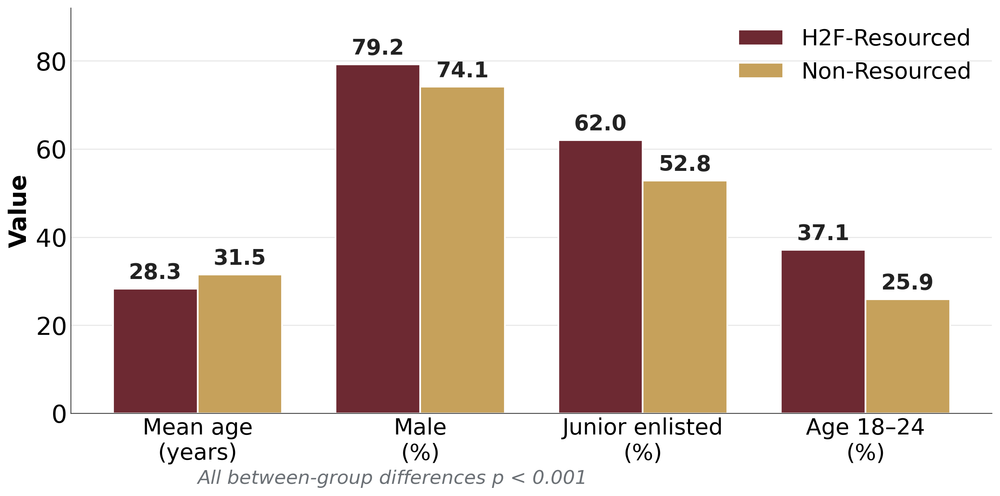 H2F-Resourced
Non-Resourced
Value
80
60
40
20
0
28.3
31.5
79.2
74.1
62.0
52.8
37.1
25.9
Mean age
(years)
Male
(%)
Junior enlisted
(%)
Age 18–24
(%)
All between-group differences p < 0.001